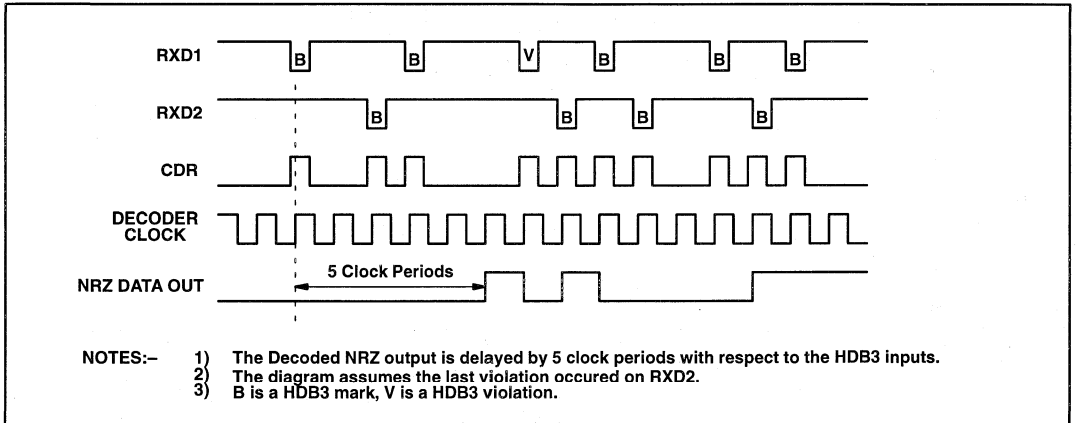 RXD1
B B V B B B
RXD2
B B B B
CDR
DECODER
CLOCK
5 Clock Periods
NRZ DATA OUT
NOTES:– 1) The Decoded NRZ output is delayed by 5 clock periods with respect to the HDB3 inputs.
2) The diagram assumes the last violation occured on RXD2.
3) B is a HDB3 mark, V is a HDB3 violation.